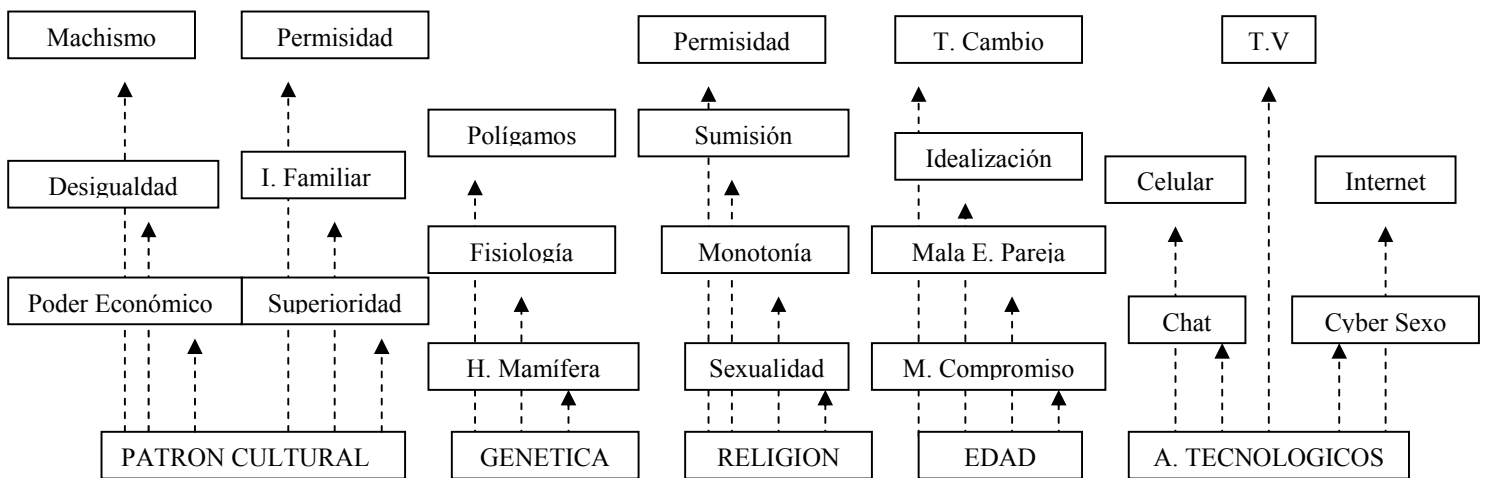 Machismo
Permisidad
Permisidad
T. Cambio
T.V
Polígamos
Sumisión
Desigualdad
I. Familiar
Idealización
Celular
Internet
Fisiología
Monotonía
Mala E. Pareja
Poder Económico
Superioridad
Chat
Cyber Sexo
H. Mamífera
Sexualidad
M. Compromiso
PATRON CULTURAL
GENETICA
RELIGION
EDAD
A. TECNOLOGICOS